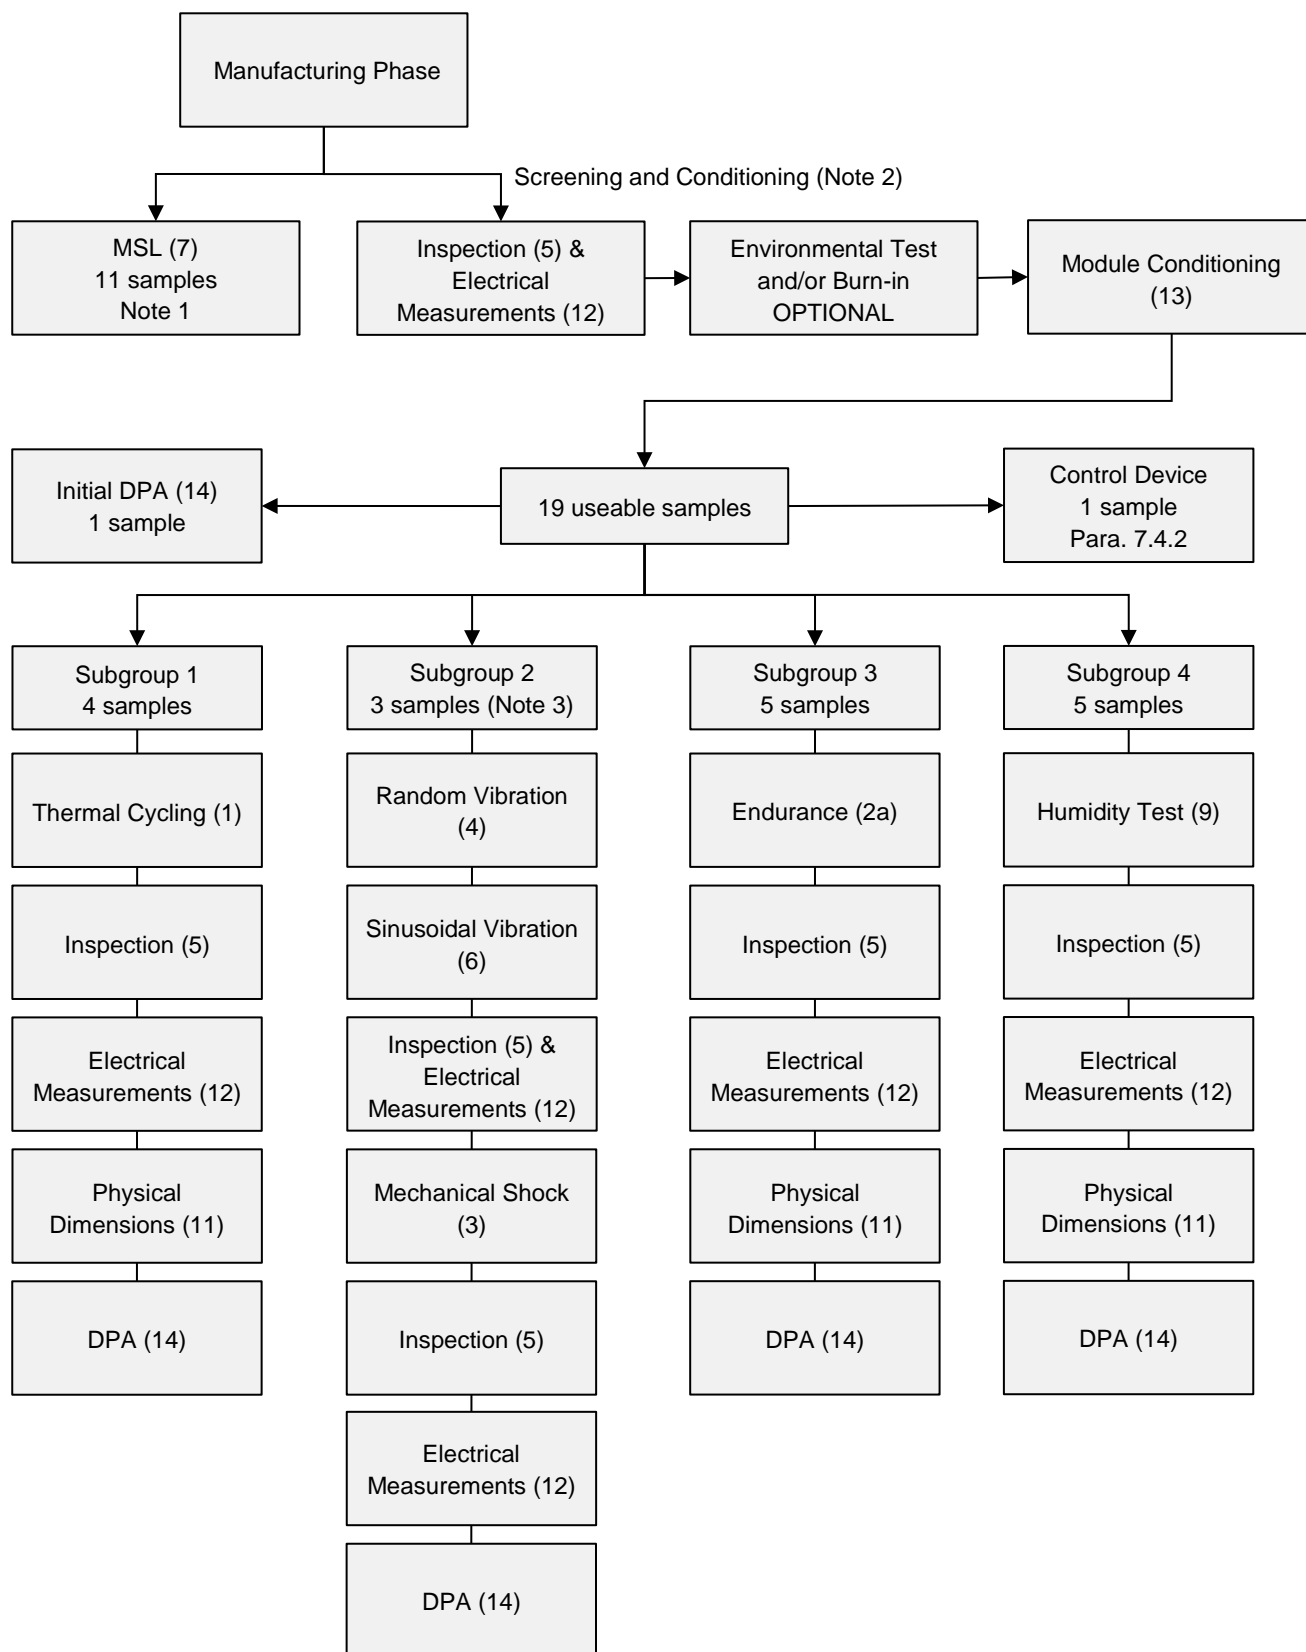 Manufacturing Phase
Screening and Conditioning (Note 2)
MSL (7)
11 samples
Note 1
Inspection (5) &
Electrical
Measurements (12)
Environmental Test
and/or Burn-in
OPTIONAL
Module Conditioning
(13)
Initial DPA (14)
1 sample
19 useable samples
Control Device
1 sample
Para. 7.4.2
Subgroup 1
4 samples
Thermal Cycling (1)
Inspection (5)
Electrical
Measurements (12)
Physical
Dimensions (11)
DPA (14)
Subgroup 2
3 samples (Note 3)
Random Vibration
(4)
Sinusoidal Vibration
(6)
Inspection (5) &
Electrical
Measurements (12)
Mechanical Shock
(3)
Inspection (5)
Electrical
Measurements (12)
DPA (14)
Subgroup 3
5 samples
Endurance (2a)
Inspection (5)
Electrical
Measurements (12)
Physical
Dimensions (11)
DPA (14)
Subgroup 4
5 samples
Humidity Test (9)
Inspection (5)
Electrical
Measurements (12)
Physical
Dimensions (11)
DPA (14)